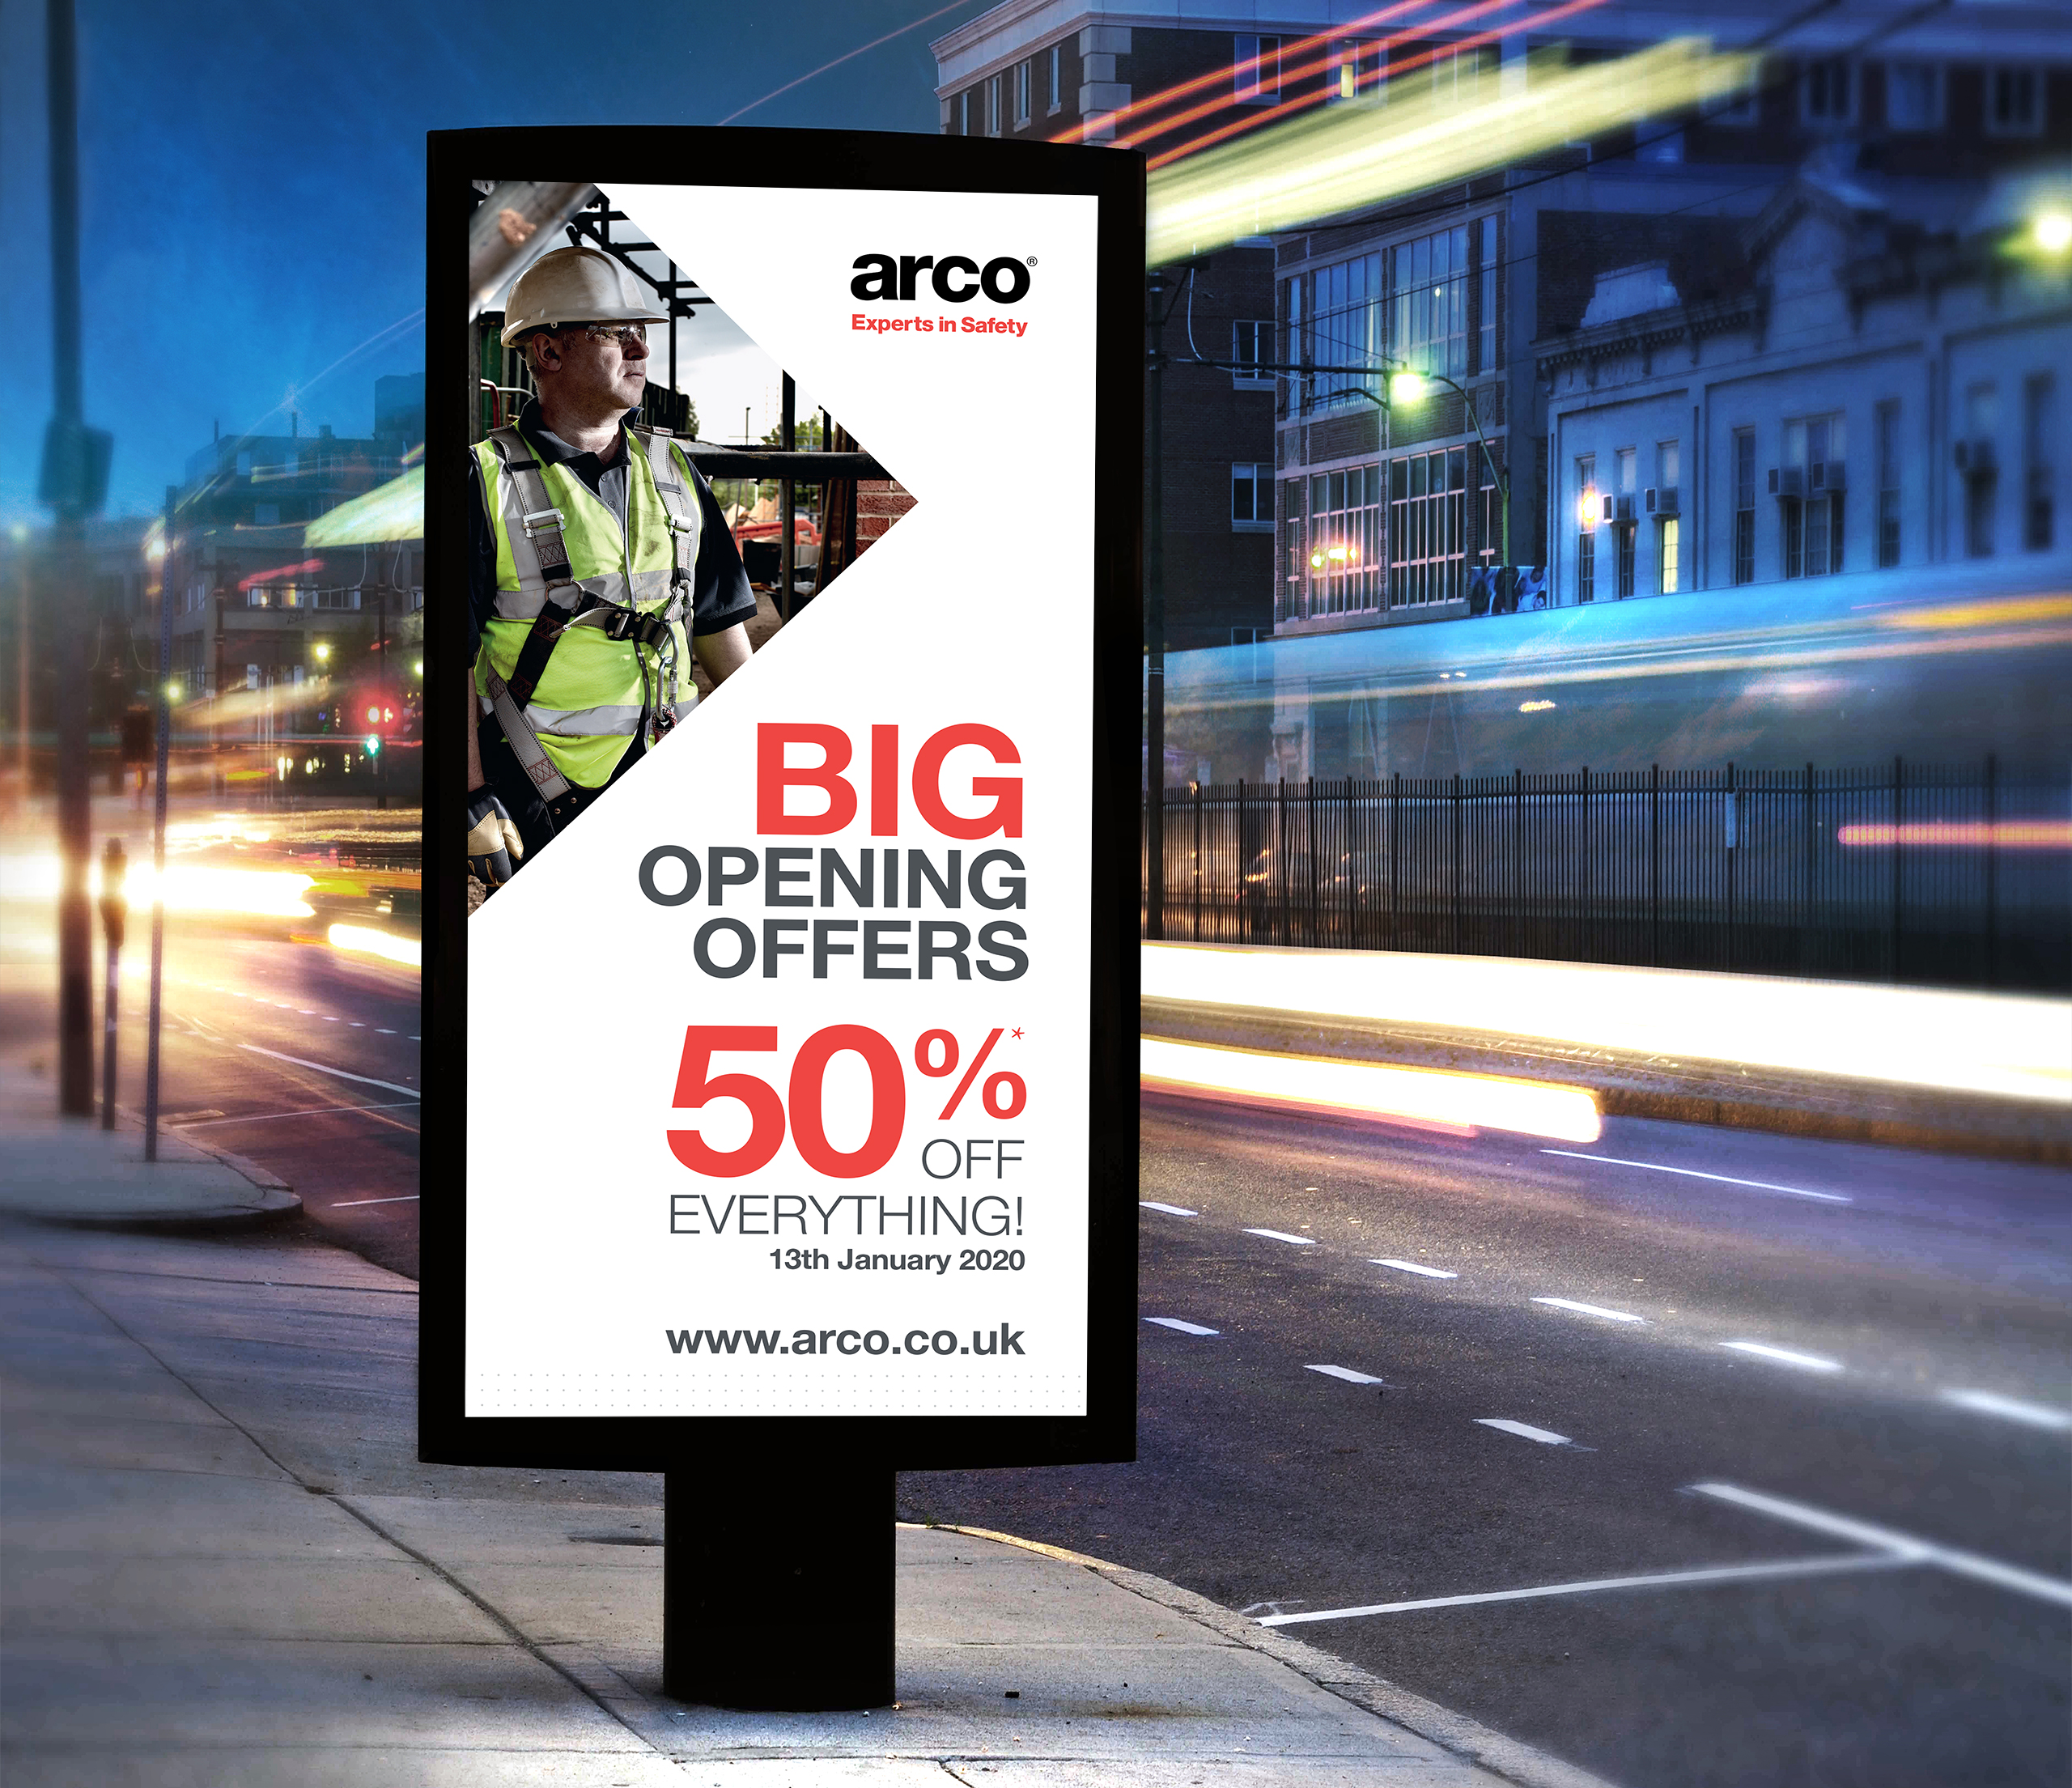 arco®
Experts in Safety
BIG
OPENING
OFFERS
50%*
OFF
EVERYTHING!
13th January 2020
www.arco.co.uk